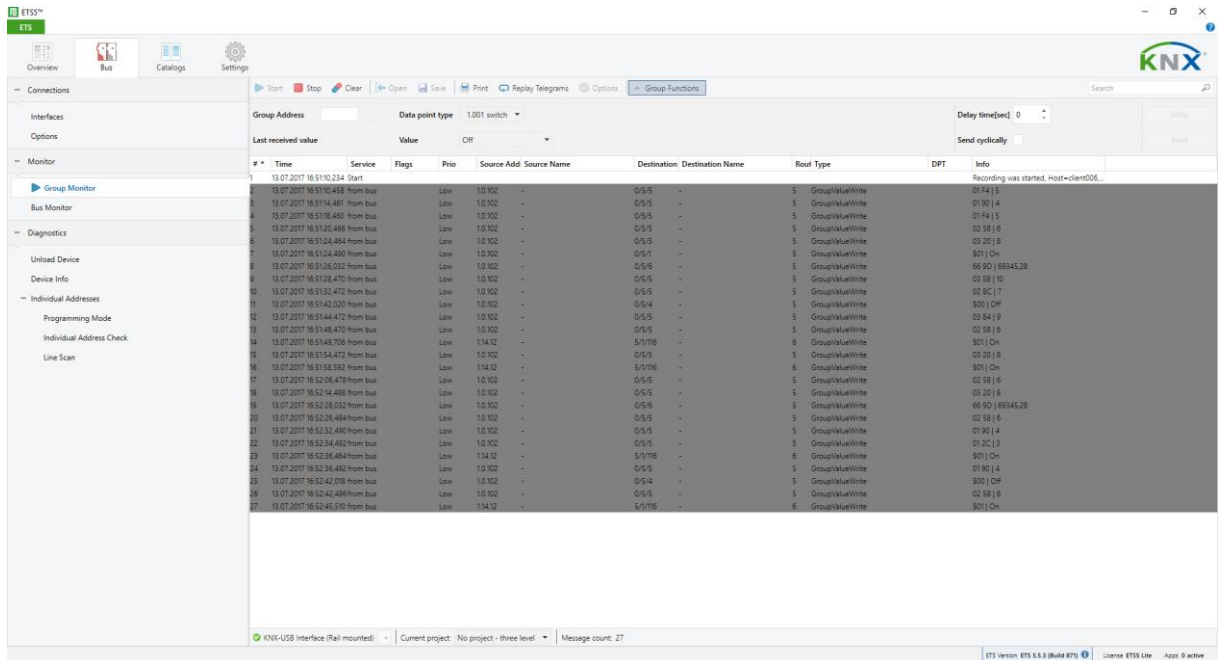 ETS5™
ETS
Overview Bus Catalogs Settings
KNX
Connections
Interfaces
Options
Monitor
Group Monitor
Bus Monitor
Diagnostics
Unload Device
Device Info
Individual Addresses
Programming Mode
Individual Address Check
Line Scan
Start Stop Clear Open Save Print Replay Telegrams Options Group Functions Search
Group Address ... Data point type 1.001 switch Delay time[sec] 0 Write
Last received value Value Off Send cyclically Read
# Time Service Flags Prio Source Add Source Name Destination Destination Name Rout Type DPT Info
1 13.07.2017 16:51:10,234 Start Recording was started, Host=client006,...
2 13.07.2017 16:51:10,458 from bus Low 1.0.102 - 0/5/5 - 5 GroupValueWrite 01 F4 | 5
3 13.07.2017 16:51:14,461 from bus Low 1.0.102 - 0/5/5 - 5 GroupValueWrite 01 90 | 4
4 13.07.2017 16:51:18,460 from bus Low 1.0.102 - 0/5/5 - 5 GroupValueWrite 01 F4 | 5
5 13.07.2017 16:51:20,466 from bus Low 1.0.102 - 0/5/5 - 5 GroupValueWrite 02 58 | 6
6 13.07.2017 16:51:24,464 from bus Low 1.0.102 - 0/5/5 - 5 GroupValueWrite 03 20 | 8
7 13.07.2017 16:51:24,490 from bus Low 1.0.102 - 0/5/1 - 5 GroupValueWrite $01 | On
8 13.07.2017 16:51:26,032 from bus Low 1.0.102 - 0/5/6 - 5 GroupValueWrite 66 9D | 69345,28
9 13.07.2017 16:51:28,470 from bus Low 1.0.102 - 0/5/5 - 5 GroupValueWrite 03 E8 | 10
10 13.07.2017 16:51:32,472 from bus Low 1.0.102 - 0/5/5 - 5 GroupValueWrite 02 BC | 7
11 13.07.2017 16:51:42,020 from bus Low 1.0.102 - 0/5/4 - 5 GroupValueWrite $00 | Off
12 13.07.2017 16:51:44,472 from bus Low 1.0.102 - 0/5/5 - 5 GroupValueWrite 03 84 | 9
13 13.07.2017 16:51:48,470 from bus Low 1.0.102 - 0/5/5 - 5 GroupValueWrite 02 58 | 6
14 13.07.2017 16:51:49,706 from bus Low 1.14.12 - 5/1/116 - 6 GroupValueWrite $01 | On
15 13.07.2017 16:51:54,472 from bus Low 1.0.102 - 0/5/5 - 5 GroupValueWrite 03 20 | 8
16 13.07.2017 16:51:58,592 from bus Low 1.14.12 - 5/1/116 - 6 GroupValueWrite $01 | On
17 13.07.2017 16:52:06,478 from bus Low 1.0.102 - 0/5/5 - 5 GroupValueWrite 02 58 | 6
18 13.07.2017 16:52:14,488 from bus Low 1.0.102 - 0/5/5 - 5 GroupValueWrite 03 20 | 8
19 13.07.2017 16:52:26,032 from bus Low 1.0.102 - 0/5/6 - 5 GroupValueWrite 66 9D | 69345,28
20 13.07.2017 16:52:26,484 from bus Low 1.0.102 - 0/5/5 - 5 GroupValueWrite 02 58 | 6
21 13.07.2017 16:52:32,490 from bus Low 1.0.102 - 0/5/5 - 5 GroupValueWrite 01 90 | 4
22 13.07.2017 16:52:34,492 from bus Low 1.0.102 - 0/5/5 - 5 GroupValueWrite 01 2C | 3
23 13.07.2017 16:52:36,464 from bus Low 1.14.12 - 5/1/116 - 6 GroupValueWrite $01 | On
24 13.07.2017 16:52:36,492 from bus Low 1.0.102 - 0/5/5 - 5 GroupValueWrite 01 90 | 4
25 13.07.2017 16:52:42,018 from bus Low 1.0.102 - 0/5/4 - 5 GroupValueWrite $00 | Off
26 13.07.2017 16:52:42,496 from bus Low 1.0.102 - 0/5/5 - 5 GroupValueWrite 02 58 | 6
27 13.07.2017 16:52:45,510 from bus Low 1.14.12 - 5/1/116 - 6 GroupValueWrite $01 | On
KNX-USB Interface (Rail mounted) Current project: No project - three level Message count: 27
ETS Version ETS 5.5.3 (Build 871) License ETS5 Lite Apps 0 active